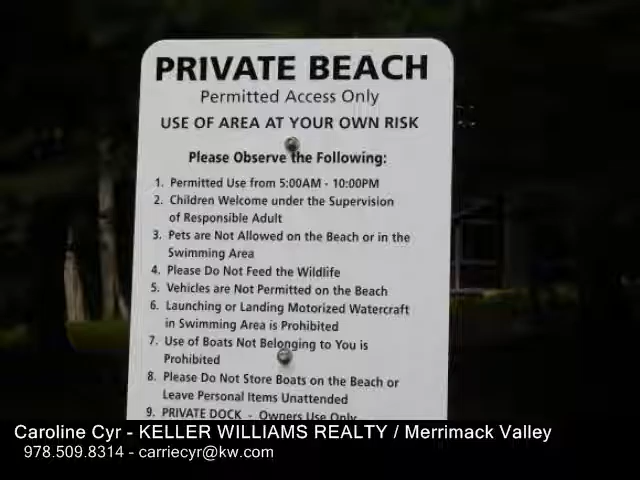 PRIVATE BEACH
Permitted Access Only
USE OF AREA AT YOUR OWN RISK
Please Observe the Following:
1. Permitted Use from 5:00AM - 10:00PM
2. Children Welcome under the Supervision
of Responsible Adult
3. Pets are Not Allowed on the Beach or in the
Swimming Area
4. Please Do Not Feed the Wildlife
5. Vehicles are Not Permitted on the Beach
6. Launching or Landing Motorized Watercraft
in Swimming Area is Prohibited
7. Use of Boats Not Belonging to You is
Prohibited
8. Please Do Not Store Boats on the Beach or
Leave Personal Items Unattended
9. PRIVATE DOCK - Owners Use Only
Caroline Cyr - KELLER WILLIAMS REALTY / Merrimack Valley
978.509.8314 - carriecyr@kw.com